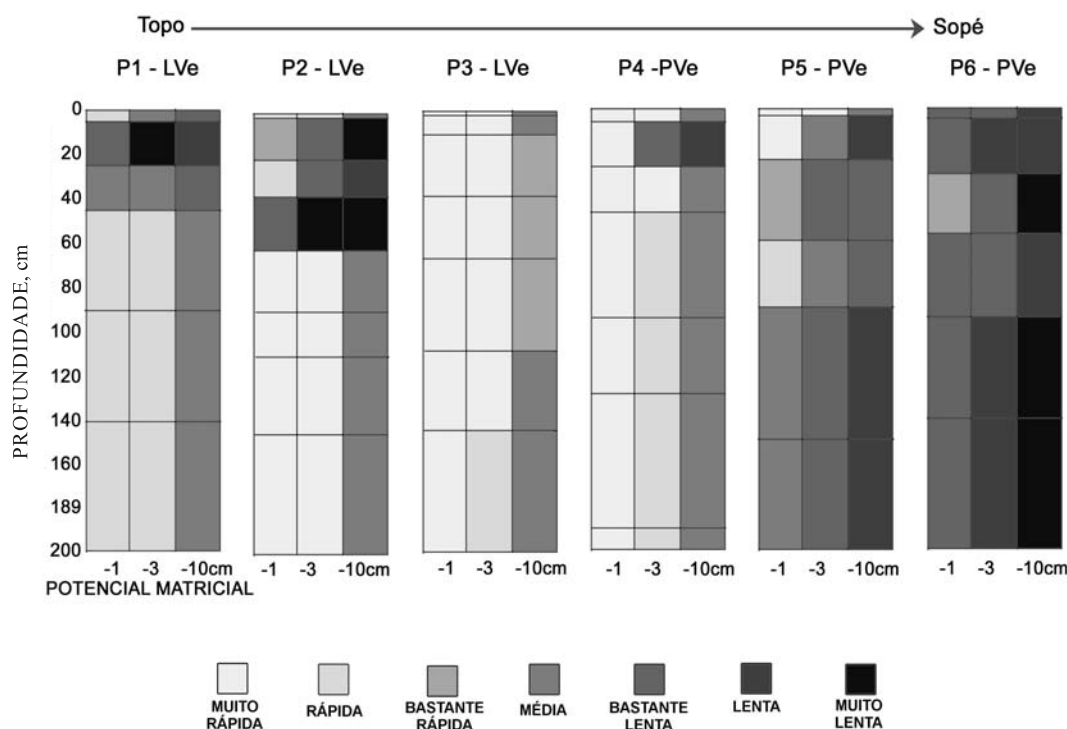 Topo Sopé
P1 - LVe P2 - LVe P3 - LVe P4 -PVe P5 - PVe P6 - PVe
0
20
40
60
80
100
120
140
160
189
200
PROFUNDIDADE, cm
-1 -3 -10cm -1 -3 -10cm -1 -3 -10cm -1 -3 -10cm -1 -3 -10cm -1 -3 -10cm
POTENCIAL MATRICIAL
MUITO RÁPIDA BASTANTE MÉDIA BASTANTE LENTA MUITO
RÁPIDA RÁPIDA LENTA LENTA